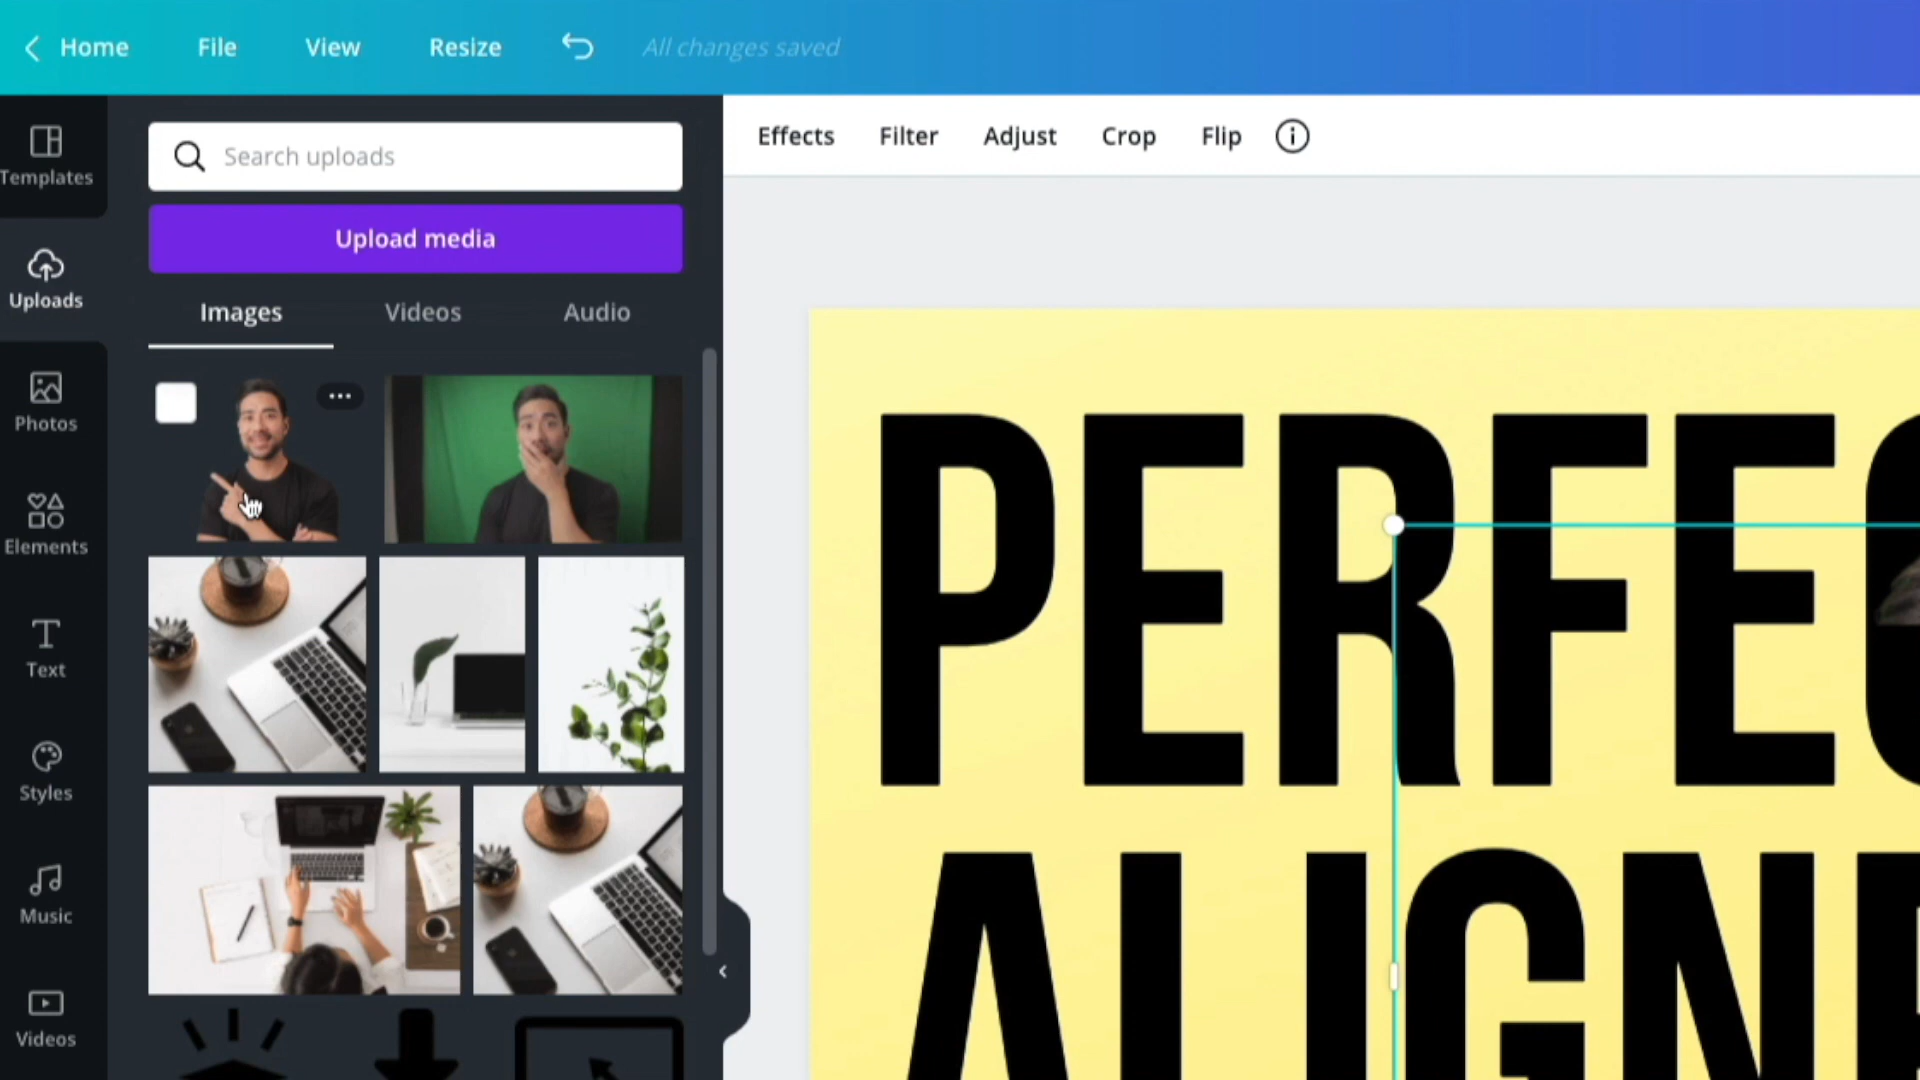 Home File View Resize All changes saved
Templates
Uploads
Photos
Elements
Text
Styles
Music
Videos
Search uploads
Upload media
Images Videos Audio
Effects Filter Adjust Crop Flip
PERFEC
ALIGN